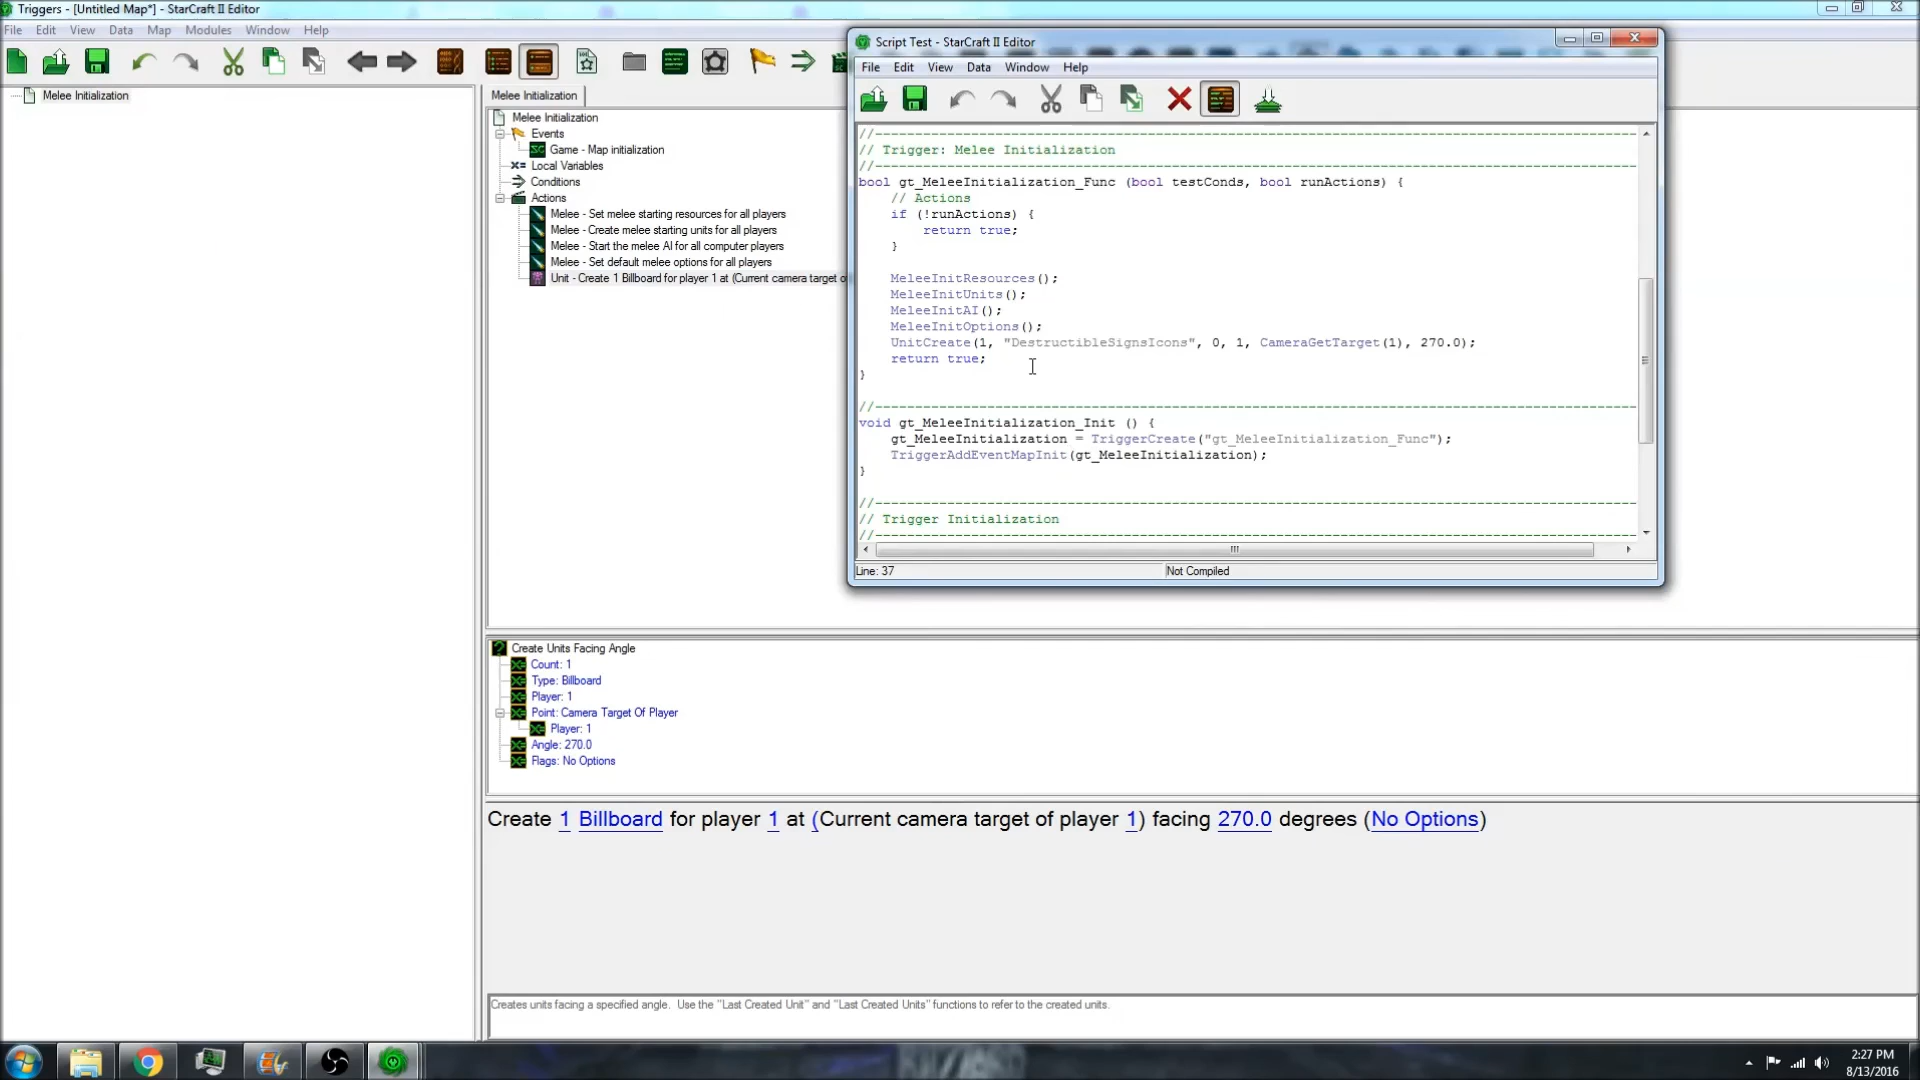 Triggers - [Untitled Map*] - StarCraft II Editor
File Edit View Data Map Modules Window Help
Melee Initialization
Melee Initialization
Melee Initialization
Events
Game - Map initialization
Local Variables
Conditions
Actions
Melee - Set melee starting resources for all players
Melee - Create melee starting units for all players
Melee - Start the melee AI for all computer players
Melee - Set default melee options for all players
Unit - Create 1 Billboard for player 1 at (Current camera target o
Script Test - StarCraft II Editor
File Edit View Data Window Help
//------------------------------------------------------------------------------------------------
// Trigger: Melee Initialization
//------------------------------------------------------------------------------------------------
bool gt_MeleeInitialization_Func (bool testConds, bool runActions) {
// Actions
if (!runActions) {
return true;
}
MeleeInitResources();
MeleeInitUnits();
MeleeInitAI();
MeleeInitOptions();
UnitCreate(1, "DestructibleSignsIcons", 0, 1, CameraGetTarget(1), 270.0);
return true;
}
//------------------------------------------------------------------------------------------------
void gt_MeleeInitialization_Init () {
gt_MeleeInitialization = TriggerCreate("gt_MeleeInitialization_Func");
TriggerAddEventMapInit(gt_MeleeInitialization);
}
//------------------------------------------------------------------------------------------------
// Trigger Initialization
//------------------------------------------------------------------------------------------------
Line: 37 Not Compiled
Create Units Facing Angle
Count: 1
Type: Billboard
Player: 1
Point: Camera Target Of Player
Player: 1
Angle: 270.0
Flags: No Options
Create 1 Billboard for player 1 at (Current camera target of player 1) facing 270.0 degrees (No Options)
Creates units facing a specified angle.  Use the "Last Created Unit" and "Last Created Units" functions to refer to the created units.
2:27 PM
8/13/2016